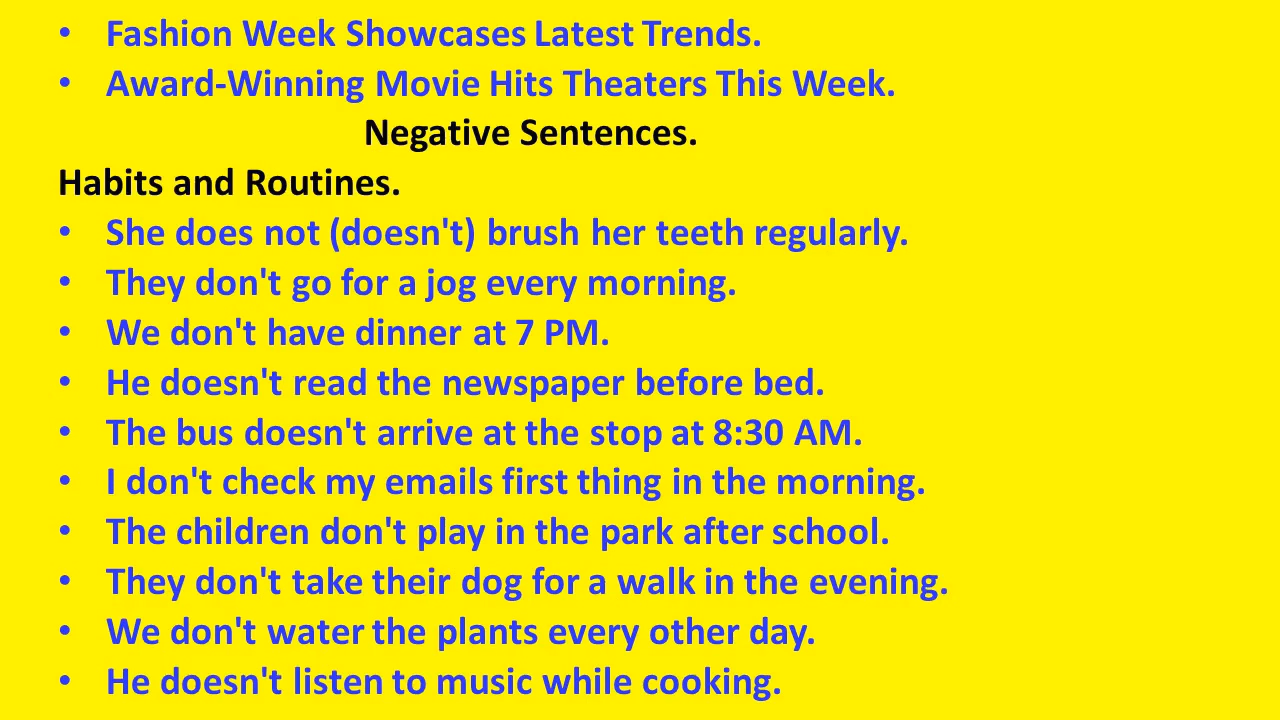 • Fashion Week Showcases Latest Trends.
• Award-Winning Movie Hits Theaters This Week.
Negative Sentences.
Habits and Routines.
• She does not (doesn't) brush her teeth regularly.
• They don't go for a jog every morning.
• We don't have dinner at 7 PM.
• He doesn't read the newspaper before bed.
• The bus doesn't arrive at the stop at 8:30 AM.
• I don't check my emails first thing in the morning.
• The children don't play in the park after school.
• They don't take their dog for a walk in the evening.
• We don't water the plants every other day.
• He doesn't listen to music while cooking.